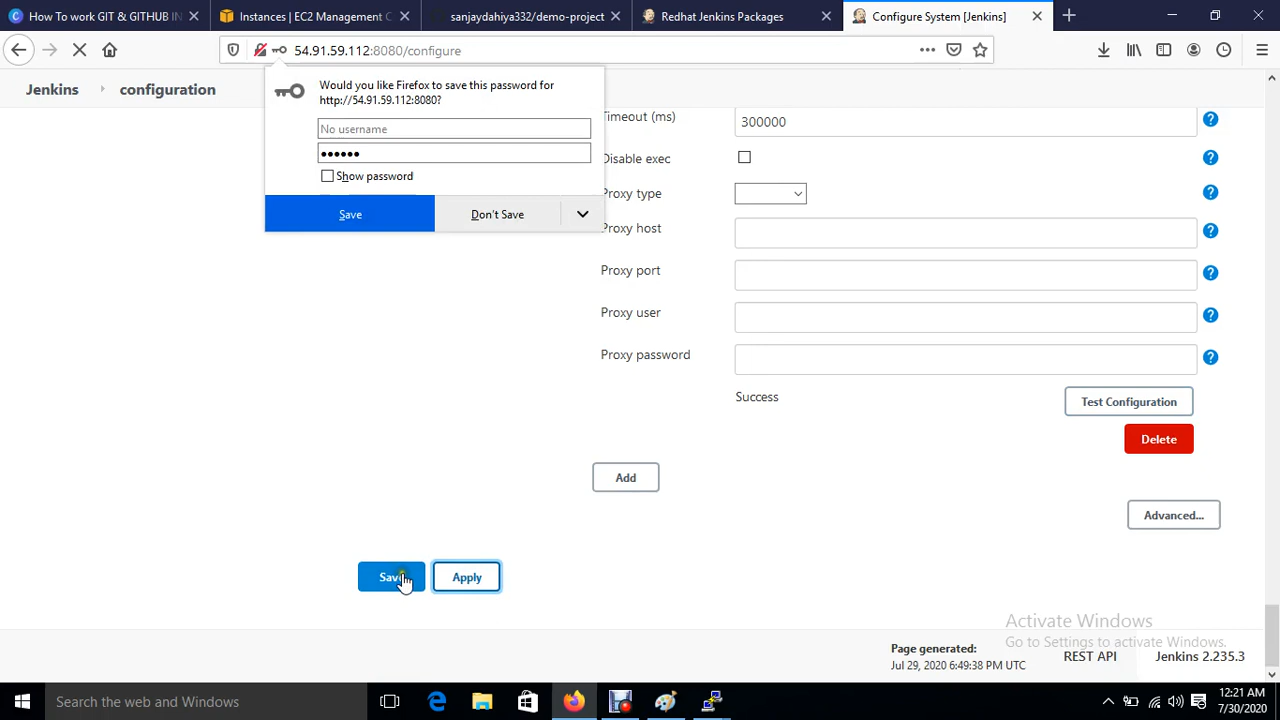 How To work GIT & GITHUB IN
Instances | EC2 Management C
sanjaydahiya332/demo-project
Redhat Jenkins Packages
Configure System [Jenkins]
54.91.59.112:8080/configure
Jenkins
configuration
Would you like Firefox to save this password for
http://54.91.59.112:8080?
No username
Show password
Save
Don't Save
Timeout (ms)
300000
Disable exec
Proxy type
Proxy host
Proxy port
Proxy user
Proxy password
Success
Test Configuration
Delete
Add
Advanced...
Save
Apply
Activate Windows
Go to Settings to activate Windows.
Page generated:
Jul 29, 2020 6:49:38 PM UTC
REST API
Jenkins 2.235.3
Search the web and Windows
12:21 AM
7/30/2020